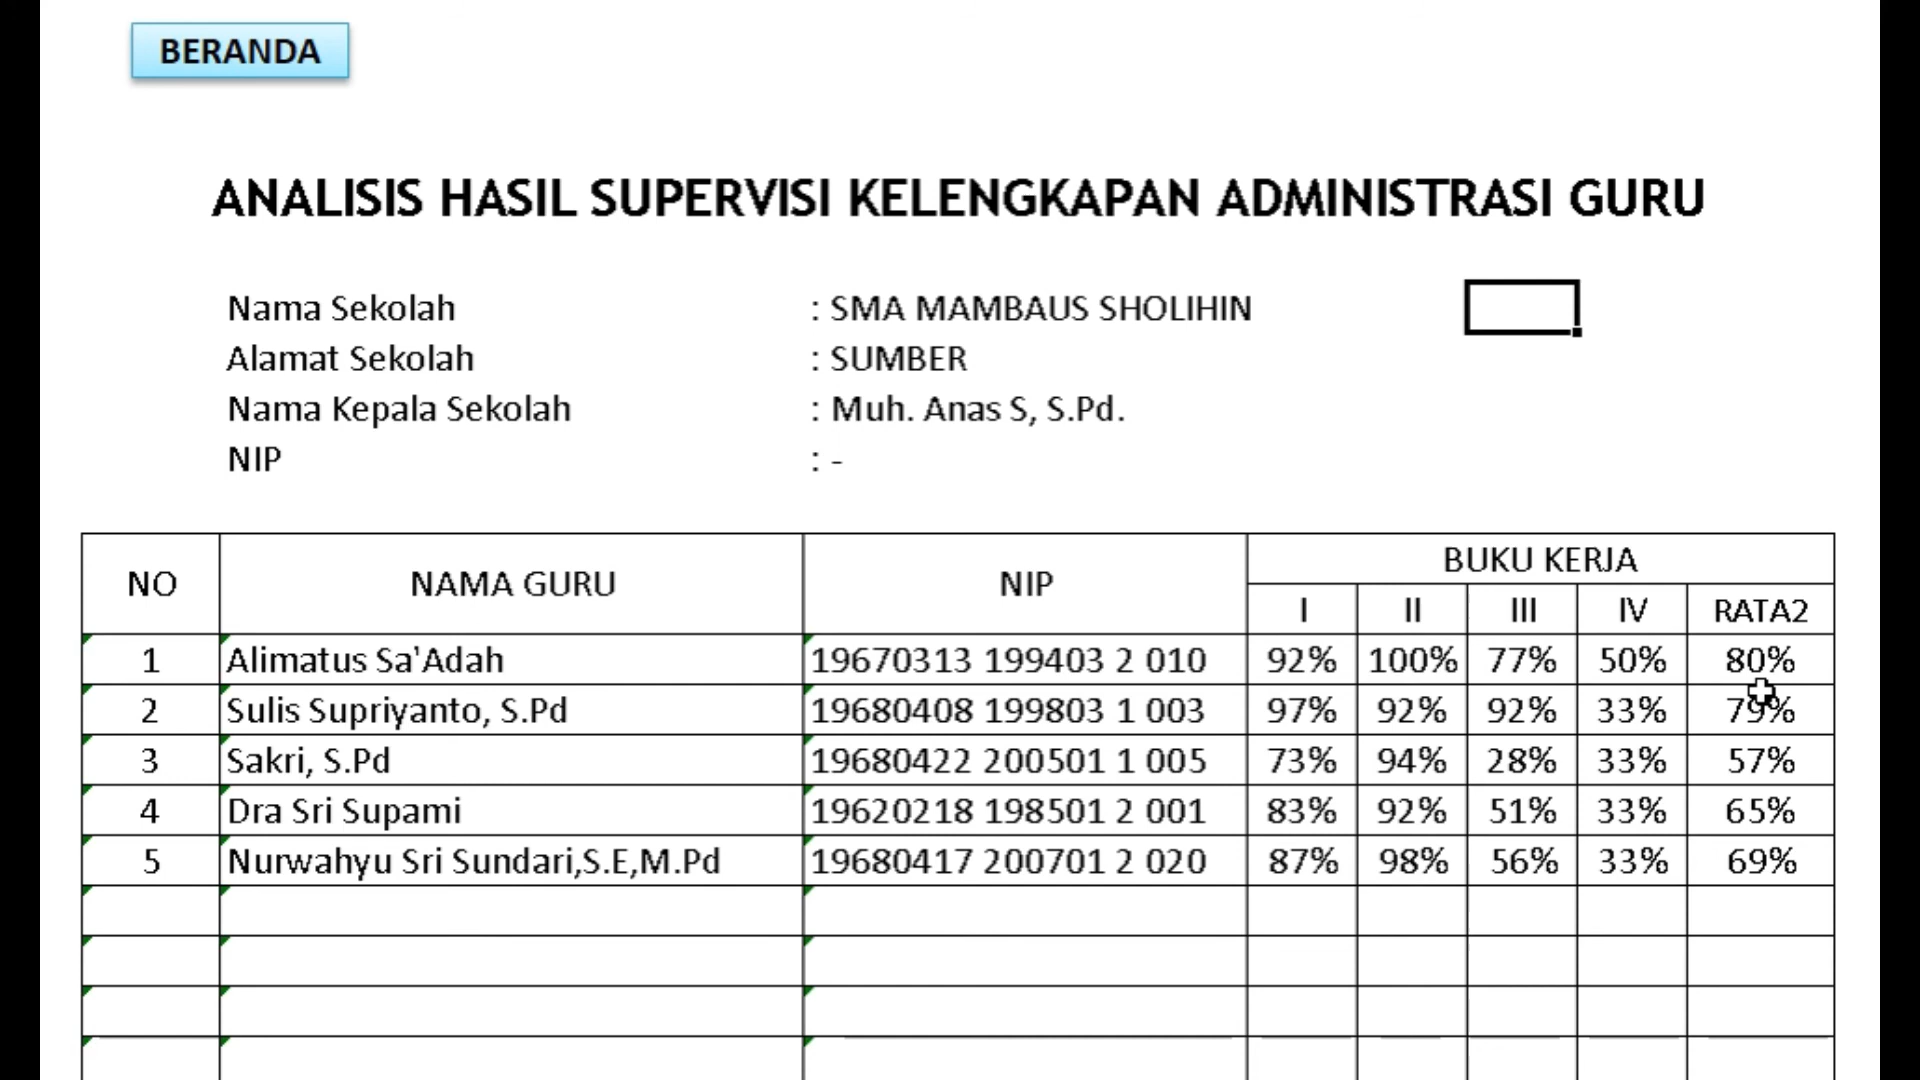 BERANDA
ANALISIS HASIL SUPERVISI KELENGKAPAN ADMINISTRASI GURU
Nama Sekolah : SMA MAMBAUS SHOLIHIN
Alamat Sekolah : SUMBER
Nama Kepala Sekolah : Muh. Anas S, S.Pd.
NIP : -
NO NAMA GURU NIP BUKU KERJA
I II III IV RATA2
1 Alimatus Sa'Adah 19670313 199403 2 010 92% 100% 77% 50% 80%
2 Sulis Supriyanto, S.Pd 19680408 199803 1 003 97% 92% 92% 33% 79%
3 Sakri, S.Pd 19680422 200501 1 005 73% 94% 28% 33% 57%
4 Dra Sri Supami 19620218 198501 2 001 83% 92% 51% 33% 65%
5 Nurwahyu Sri Sundari,S.E,M.Pd 19680417 200701 2 020 87% 98% 56% 33% 69%